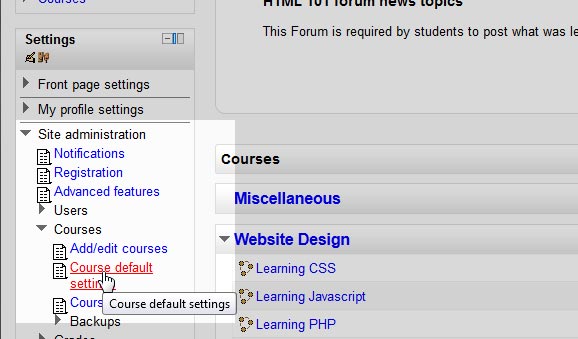 Courses
Settings
Front page settings
My profile settings
Site administration
Notifications
Registration
Advanced features
Users
Courses
Add/edit courses
Course default
settin
Cours
Course default settings
Backups
HTML 101 forum news topics
This Forum is required by students to post what was le
Courses
Miscellaneous
Website Design
Learning CSS
Learning Javascript
Learning PHP